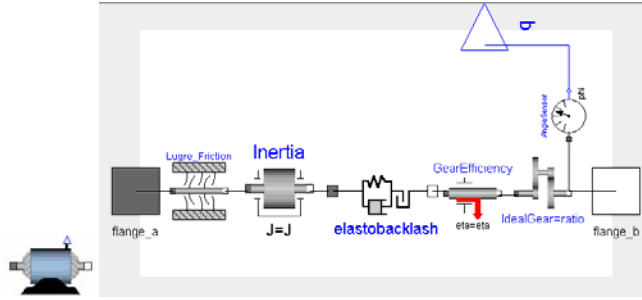 q
phi
AngleSensor
Lugre_Friction
Inertia
GearEfficiency
flange_a
J=J
elastobacklash
eta=eta
IdealGear=ratio
flange_b